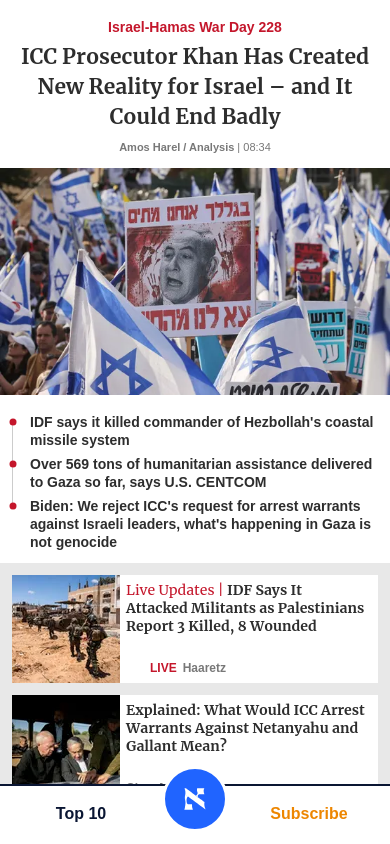 Israel-Hamas War Day 228
ICC Prosecutor Khan Has Created
New Reality for Israel – and It
Could End Badly
Amos Harel / Analysis | 08:34
בגללך אנחנו מתים
צא לנו מהחיים
דרוש
IDF says it killed commander of Hezbollah's coastal
missile system
Over 569 tons of humanitarian assistance delivered
to Gaza so far, says U.S. CENTCOM
Biden: We reject ICC's request for arrest warrants
against Israeli leaders, what's happening in Gaza is
not genocide
Live Updates | IDF Says It
Attacked Militants as Palestinians
Report 3 Killed, 8 Wounded
LIVE Haaretz
Explained: What Would ICC Arrest
Warrants Against Netanyahu and
Gallant Mean?
Top 10
א
Subscribe